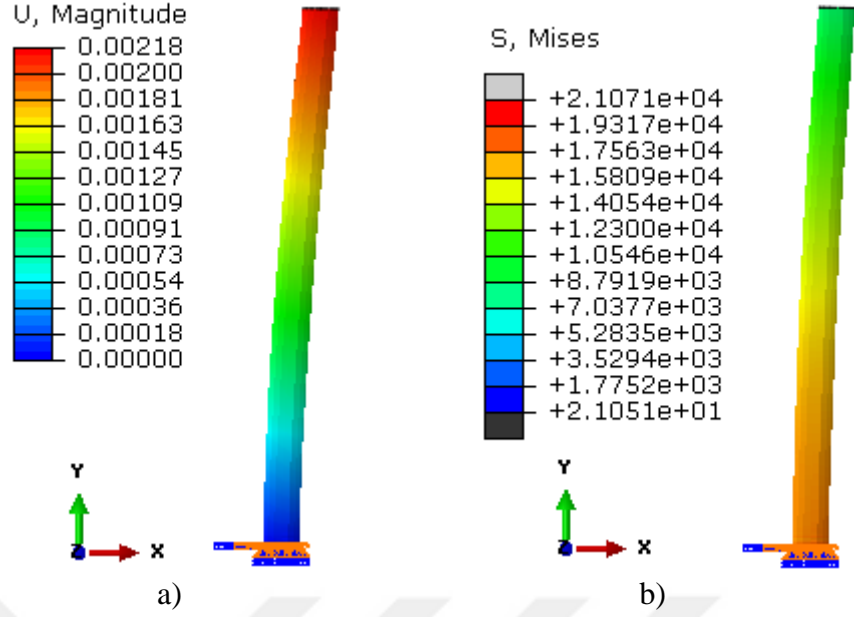 U, Magnitude
0.00218
0.00200
0.00181
0.00163
0.00145
0.00127
0.00109
0.00091
0.00073
0.00054
0.00036
0.00018
0.00000
Y
Z
X
a)
S, Mises
+2.1071e+04
+1.9317e+04
+1.7563e+04
+1.5809e+04
+1.4054e+04
+1.2300e+04
+1.0546e+04
+8.7919e+03
+7.0377e+03
+5.2835e+03
+3.5294e+03
+1.7752e+03
+2.1051e+01
Y
Z
X
b)